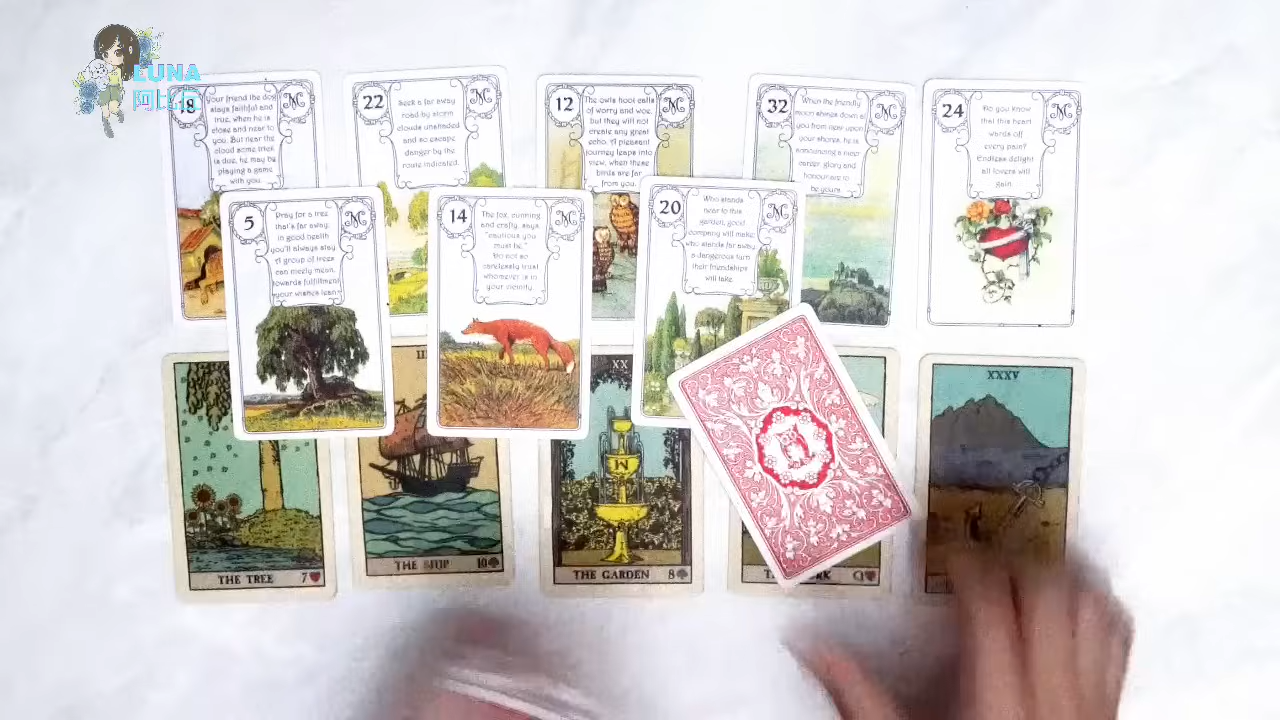 LUNA
阿比
18
your friend the dog
stays faithful and
true, when he is
close and near to
you. But near the
cloud some trick
is due, he may be
playing a game
with you.
22
Seek a far away
road by storm
clouds unshaded
and so escape
danger by the
route indicated.
12
The owls hoot calls
of worry and woe,
but they will not
create any great
echo. A pleasant
journey leaps into
view, when these
birds are far
from you.
32
When the friendly
moon shines down at
you from near upon
your shores, he is
announcing a near
career, glory and
honours are to
be yours.
24
Do you know
that this heart
wards off
every pain?
Endless delight
all lovers will
gain.
5
Pray for a tree
that's far away,
in good health
you'll always stay.
A group of trees
can nicely mean,
towards fulfillment
your wishes lean!
14
The fox, cunning
and crafty, says,
"cautious you
must be."
Do not so
carelessly trust
whomever is in
your vicinity.
20
Who stands
near to this
garden, good
company will make;
who stands far away
a dangerous turn
their friendships
will take.
XX
XXXV
THE TREE 7
THE SHIP 10
THE GARDEN 8